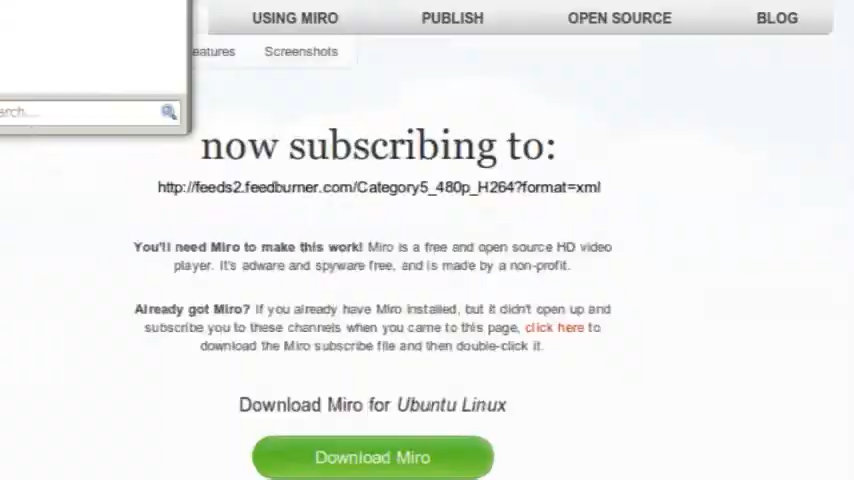 USING MIRO PUBLISH OPEN SOURCE BLOG
eatures Screenshots
arch....
now subscribing to:
http://feeds2.feedburner.com/Category5_480p_H264?format=xml
You'll need Miro to make this work! Miro is a free and open source HD video
player. It's adware and spyware free, and is made by a non-profit.
Already got Miro? If you already have Miro installed, but it didn't open up and
subscribe you to these channels when you came to this page, click here to
download the Miro subscribe file and then double-click it.
Download Miro for Ubuntu Linux
Download Miro